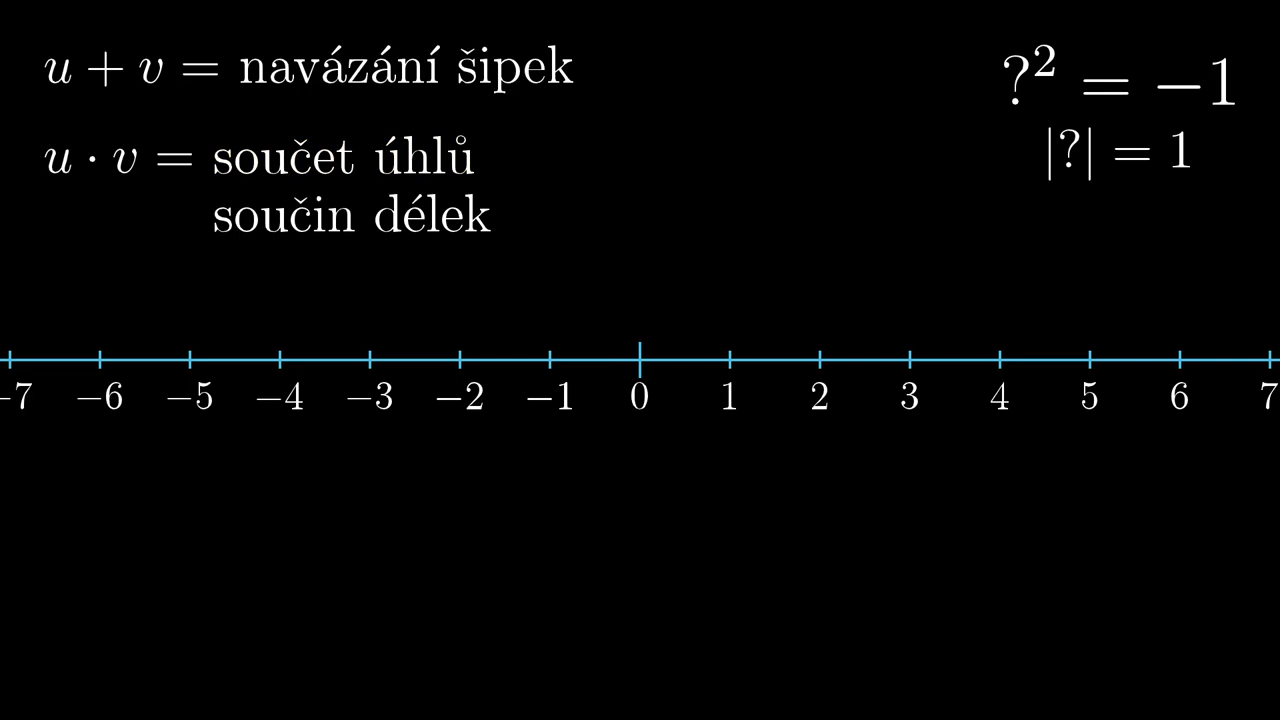 u + v = navázání šipek
?² = −1
|?| = 1
u · v = součet úhlů
součin délek
−7 −6 −5 −4 −3 −2 −1 0 1 2 3 4 5 6 7